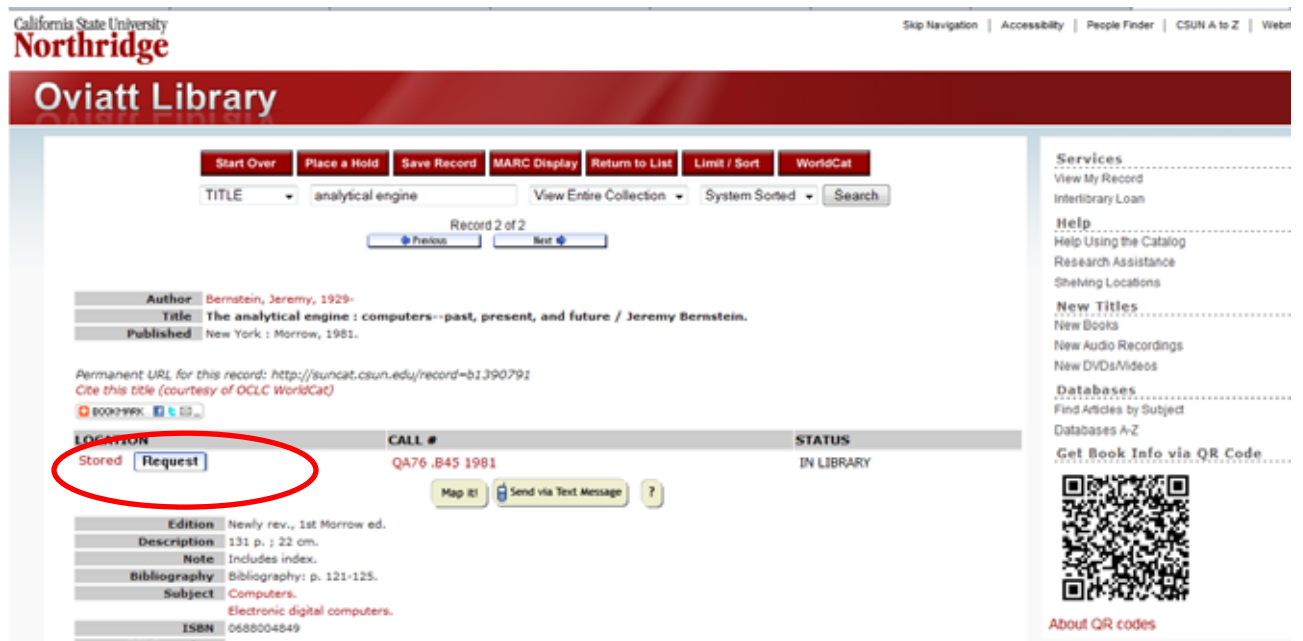 California State University
Northridge
Skip Navigation | Accessibility | People Finder | CSUN A to Z | Webm
Oviatt Library
Start Over Place a Hold Save Record MARC Display Return to List Limit / Sort WorldCat
TITLE analytical engine View Entire Collection System Sorted Search
Record 2 of 2
Previous Next
Author Bernstein, Jeremy, 1929-
Title The analytical engine : computers--past, present, and future / Jeremy Bernstein.
Published New York : Morrow, 1981.
Permanent URL for this record: http://suncat.csun.edu/record=b1390791
Cite this title (courtesy of OCLC WorldCat)
BOOKMARK
LOCATION CALL # STATUS
Stored Request QA76 .B45 1981 IN LIBRARY
Map it! Send via Text Message ?
Edition Newly rev., 1st Morrow ed.
Description 131 p. ; 22 cm.
Note Includes index.
Bibliography Bibliography: p. 121-125.
Subject Computers.
Electronic digital computers.
ISBN 0688004849
Services
View My Record
Interlibrary Loan
Help
Help Using the Catalog
Research Assistance
Shelving Locations
New Titles
New Books
New Audio Recordings
New DVDs/Videos
Databases
Find Articles by Subject
Databases A-Z
Get Book Info via QR Code
About QR codes